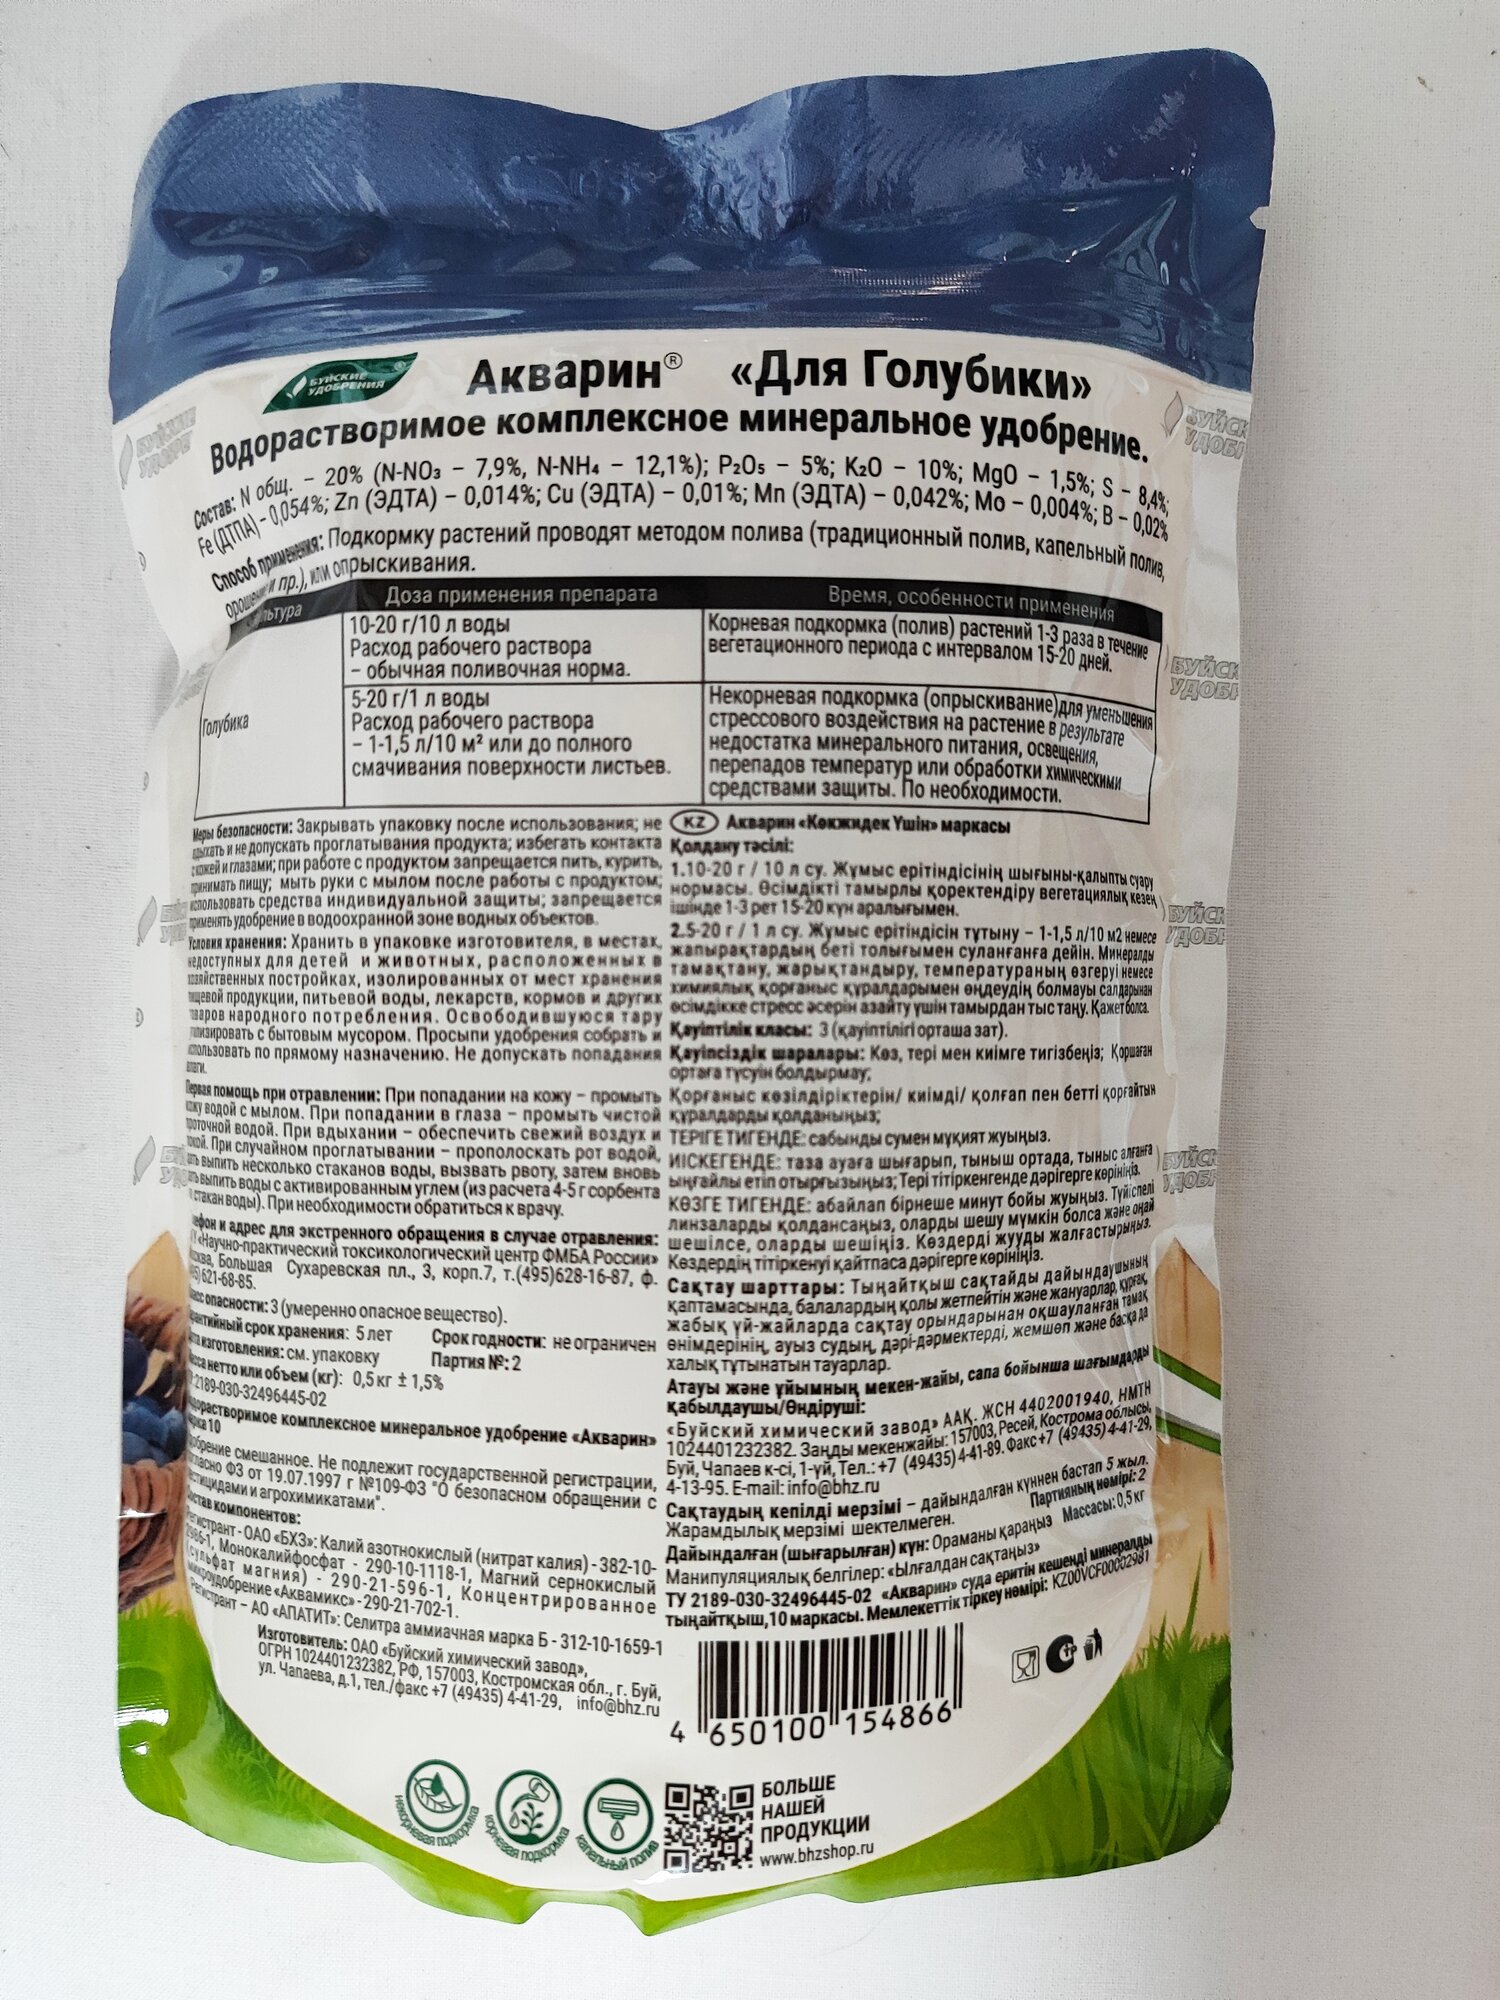 БУЙСКИЕ
УДОБРЕНИЯ
Акварин® «Для Голубики»
Водорастворимое комплексное минеральное удобрение.
Состав: N общ. – 20% (N-NO₃ – 7,9%, N-NH₄ – 12,1%); P₂O₅ – 5%; K₂O – 10%; MgO – 1,5%; S – 8,4%;
Fe (ДТПА) – 0,054%; Zn (ЭДТА) – 0,014%; Cu (ЭДТА) – 0,01%; Mn (ЭДТА) – 0,042%; Mo – 0,004%; B – 0,02%
Способ применения: Подкормку растений проводят методом полива (традиционный полив, капельный полив,
и пр.), или опрыскивания.
Доза применения препарата
Время, особенности применения
Голубика
10-20 г/10 л воды
Расход рабочего раствора
– обычная поливочная норма.
Корневая подкормка (полив) растений 1-3 раза в течение
вегетационного периода с интервалом 15-20 дней.
5-20 г/1 л воды
Расход рабочего раствора
– 1-1,5 л/10 м² или до полного
смачивания поверхности листьев.
Некорневая подкормка (опрыскивание) для уменьшения
стрессового воздействия на растение в результате
недостатка минерального питания, освещения,
перепадов температур или обработки химическими
средствами защиты. По необходимости.
Меры безопасности: Закрывать упаковку после использования; не
вдыхать и не допускать проглатывания продукта; избегать контакта
с кожей и глазами; при работе с продуктом запрещается пить, курить,
принимать пищу; мыть руки с мылом после работы с продуктом;
использовать средства индивидуальной защиты; запрещается
применять удобрение в водоохранной зоне водных объектов.
Условия хранения: Хранить в упаковке изготовителя, в местах,
недоступных для детей и животных, расположенных в
хозяйственных постройках, изолированных от мест хранения
пищевой продукции, питьевой воды, лекарств, кормов и других
товаров народного потребления. Освободившуюся тару
с бытовым мусором. Просыпи удобрения собрать и
использовать по прямому назначению. Не допускать попадания
влаги.
Первая помощь при отравлении: При попадании на кожу – промыть
кожу водой с мылом. При попадании в глаза – промыть чистой
проточной водой. При вдыхании – обеспечить свежий воздух и
покой. При случайном проглатывании – прополоскать рот водой,
выпить несколько стаканов воды, вызвать рвоту, затем вновь
выпить воды с активированным углем (из расчета 4-5 г сорбента
стакан воды). При необходимости обратиться к врачу.
и адрес для экстренного обращения в случае отравления:
«Научно-практический токсикологический центр ФМБА России»
Большая Сухаревская пл., 3, корп.7, т.(495)628-16-87, ф.
621-68-85.
опасности: 3 (умеренно опасное вещество).
срок хранения: 5 лет Срок годности: не ограничен
изготовления: см. упаковку Партия №: 2
нетто или объем (кг): 0,5 кг ± 1,5%
2189-030-32496445-02
Водорастворимое комплексное минеральное удобрение «Акварин»
марка 10
Удобрение смешанное. Не подлежит государственной регистрации,
согласно ФЗ от 19.07.1997 г №109-ФЗ "О безопасном обращении с
пестицидами и агрохимикатами".
Состав компонентов:
Регистрант - ОАО «БХЗ»: Калий азотнокислый (нитрат калия) - 382-10-
2986-1, Монокалийфосфат - 290-10-1118-1, Магний сернокислый
(сульфат магния) - 290-21-596-1, Концентрированное
микроудобрение «Аквамикс» - 290-21-702-1.
Регистрант – АО «АПАТИТ»: Селитра аммиачная марка Б - 312-10-1659-1
Изготовитель: ОАО «Буйский химический завод»,
ОГРН 1024401232382, РФ, 157003, Костромская обл., г. Буй,
ул. Чапаева, д.1, тел./факс +7 (49435) 4-41-29, info@bhz.ru
KZ Акварин «Көкжидек Үшін» маркасы
Қолдану тәсілі:
1.10-20 г / 10 л су. Жұмыс ерітіндісінің шығыны-қалыпты суару
нормасы. Өсімдікті тамырлы қоректендіру вегетациялық кезең
ішінде 1-3 рет 15-20 күн аралығымен.
2.5-20 г / 1 л су. Жұмыс ерітіндісін тұтыну – 1-1,5 л/10 м2 немесе
жапырақтардың беті толығымен суланғанға дейін. Минералды
тамақтану, жарықтандыру, температураның өзгеруі немесе
химиялық қорғаныс құралдарымен өңдеудің болмауы салдарынан
өсімдікке стресс әсерін азайту үшін тамырдан тыс таңу. Қажет болса.
Қауіптілік класы: 3 (қауіптілігі орташа зат).
Қауіпсіздік шаралары: Көз, тері мен киімге тигізбеңіз; Қоршаған
ортаға түсуін болдырмау;
Қорғаныс көзілдіріктерін/ киімді/ қолғап пен бетті қорғайтын
құралдарды қолданыңыз;
ТЕРІГЕ ТИГЕНДЕ: сабынды сумен мұқият жуыңыз.
ИІСКЕГЕНДЕ: таза ауаға шығарып, тыныш ортада, тыныс алғанға
ыңғайлы етіп отырғызыңыз; Тері тітіркенгенде дәрігерге көрініңіз.
КӨЗГЕ ТИГЕНДЕ: абайлап бірнеше минут бойы жуыңыз. Түйіспелі
линзаларды қолдансаңыз, оларды шешу мүмкін болса және оңай
шешілсе, оларды шешіңіз. Көздерді жууды жалғастырыңыз.
Көздердің тітіркенуі қайтпаса дәрігерге көрініңіз.
Сақтау шарттары: Тыңайтқыш сақтайды дайындаушының
қаптамасында, балалардың қолы жетпейтін және жануарлар, құрғақ,
жабық үй-жайларда сақтау орындарынан оқшауланған тамақ
өнімдерінің, ауыз судың, дәрі-дәрмектерді, жемшөп және басқа да
халық тұтынатын тауарлар.
Атауы және ұйымның мекен-жайы, сапа бойынша шағымдарды
қабылдаушы/Өндіруші:
«Буйский химический завод» ААҚ. ЖСН 4402001940, НМТН
1024401232382. Заңды мекенжайы: 157003, Ресей, Кострома облысы,
Буй, Чапаев к-сі, 1-үй, Тел.: +7 (49435) 4-41-89. Факс +7 (49435) 4-41-29,
4-13-95. E-mail: info@bhz.ru
Сақтаудың кепілді мерзімі – дайындалған күннен бастап 5 жыл.
Жарамдылық мерзімі шектелмеген. Партияның нөмірі: 2
Дайындалған (шығарылған) күн: Ораманы қараңыз Массасы: 0,5 кг
Манипуляциялық белгілер: «Ылғалдан сақтаңыз»
ТУ 2189-030-32496445-02 «Акварин» суда еритін кешенді минералды
тыңайтқыш,10 маркасы. Мемлекеттік тіркеу нөмірі: KZ00VCF00002981
4 650100 154866
некорневая подкормка
корневая подкормка
капельный полив
БОЛЬШЕ
НАШЕЙ
ПРОДУКЦИИ
www.bhzshop.ru